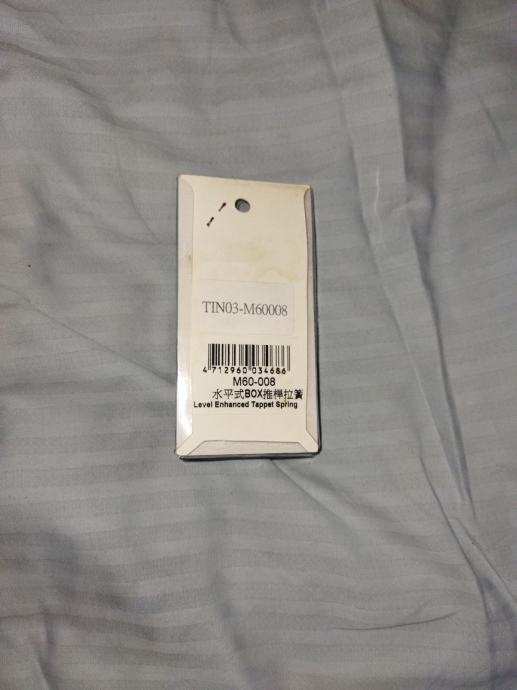 TIN03-M60008
4 712960 034686
M60-008
水平式BOX推桿拉簧
Level Enhanced Tappet Spring